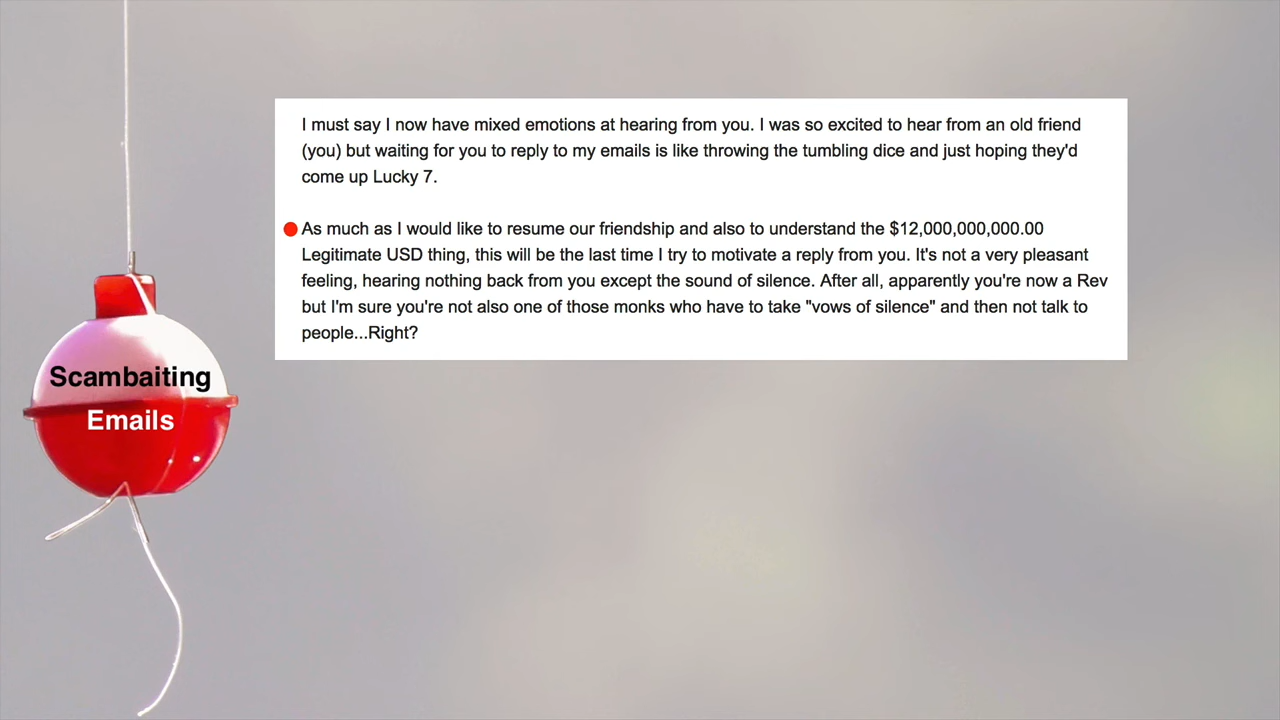 I must say I now have mixed emotions at hearing from you. I was so excited to hear from an old friend
(you) but waiting for you to reply to my emails is like throwing the tumbling dice and just hoping they'd
come up Lucky 7.
As much as I would like to resume our friendship and also to understand the $12,000,000,000.00
Legitimate USD thing, this will be the last time I try to motivate a reply from you. It's not a very pleasant
feeling, hearing nothing back from you except the sound of silence. After all, apparently you're now a Rev
but I'm sure you're not also one of those monks who have to take "vows of silence" and then not talk to
people...Right?
Scambaiting
Emails